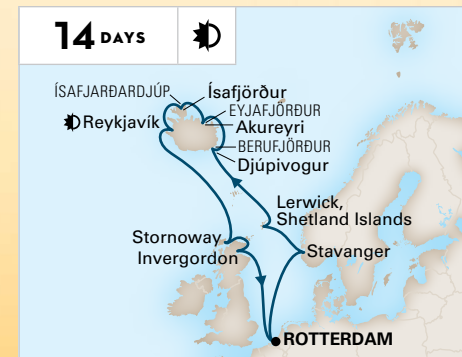 14 DAYS
ÍSAFJARÐARDJÚP
Ísafjörður
EYJAFJÖRÐUR
Reykjavík
Akureyri
BERUFJÖRÐUR
Djúpivogur
Lerwick,
Shetland Islands
Stornoway
Stavanger
Invergordon
ROTTERDAM